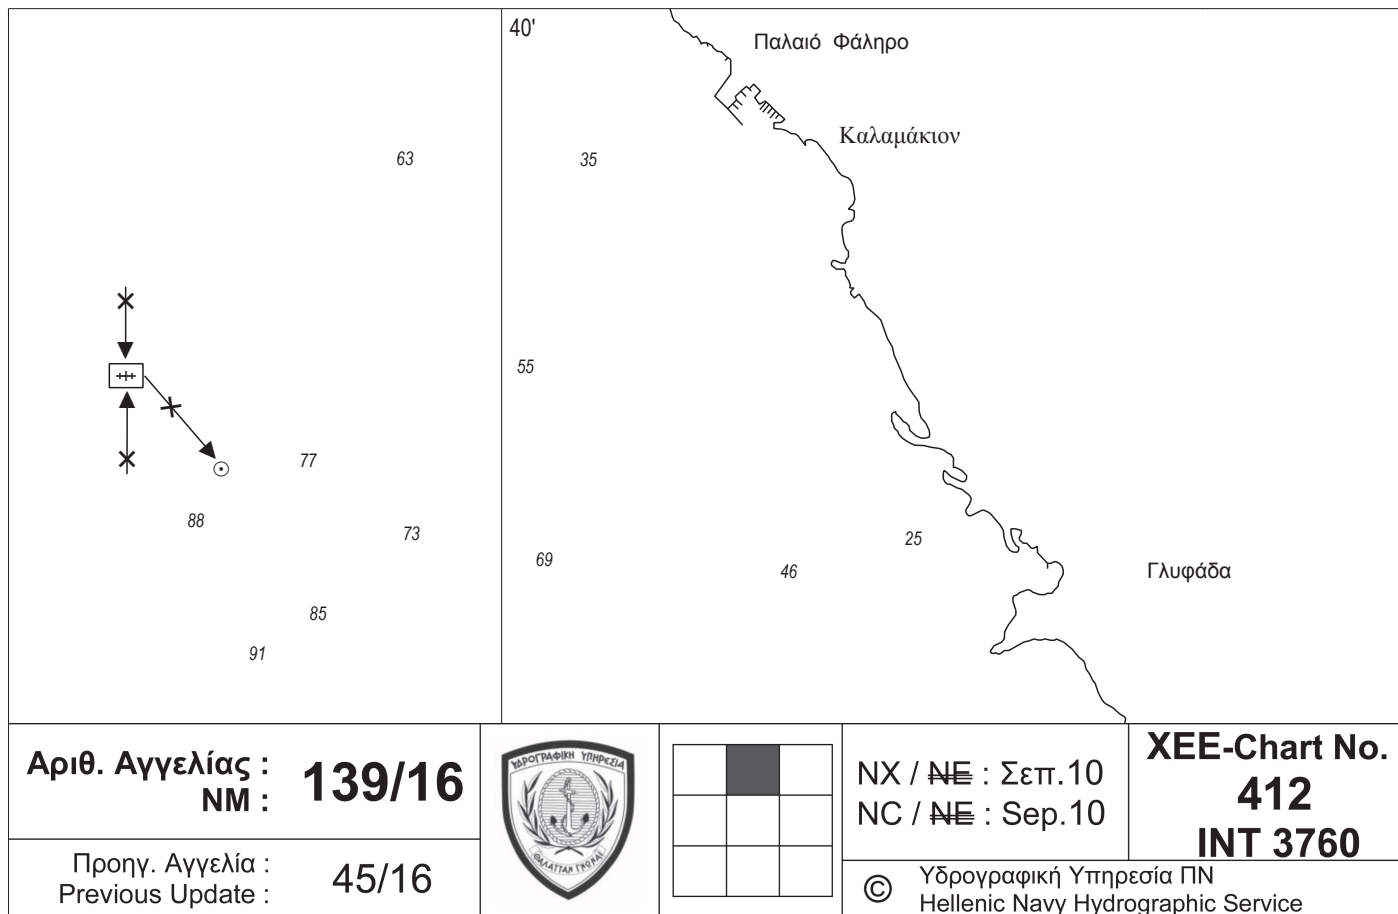 40'
Παλαιό Φάληρο
Καλαμάκιον
63
35
55
77
88
73
69
46
25
Γλυφάδα
85
91
Αριθ. Αγγελίας :
NM :
139/16
Προηγ. Αγγελία :
Previous Update :
45/16
ΥΔΡΟΓΡΑΦΙΚΗ ΥΠΗΡΕΣΙΑ
NX / NE : Σεπ.10
NC / NE : Sep.10
XEE-Chart No.
412
INT 3760
© Υδρογραφική Υπηρεσία ΠΝ
Hellenic Navy Hydrographic Service